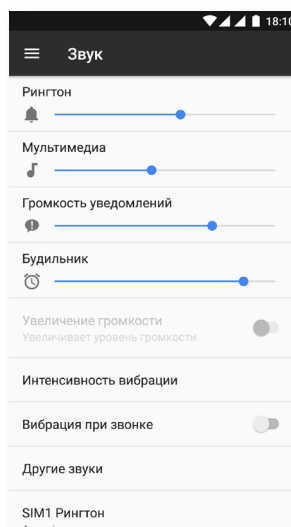 18:10
Звук
Рингтон
Мультимедиа
Громкость уведомлений
Будильник
Увеличение громкости
Увеличивает уровень громкости
Интенсивность вибрации
Вибрация при звонке
Другие звуки
SIM1 Рингтон